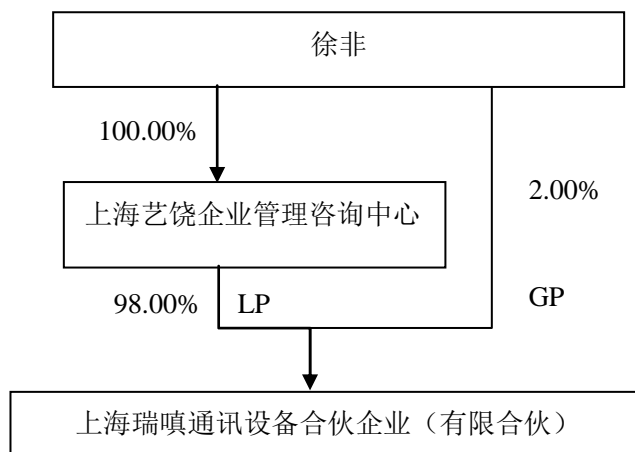 徐非
100.00%
上海艺饶企业管理咨询中心
2.00%
98.00% LP
GP
上海瑞嗔通讯设备合伙企业（有限合伙）